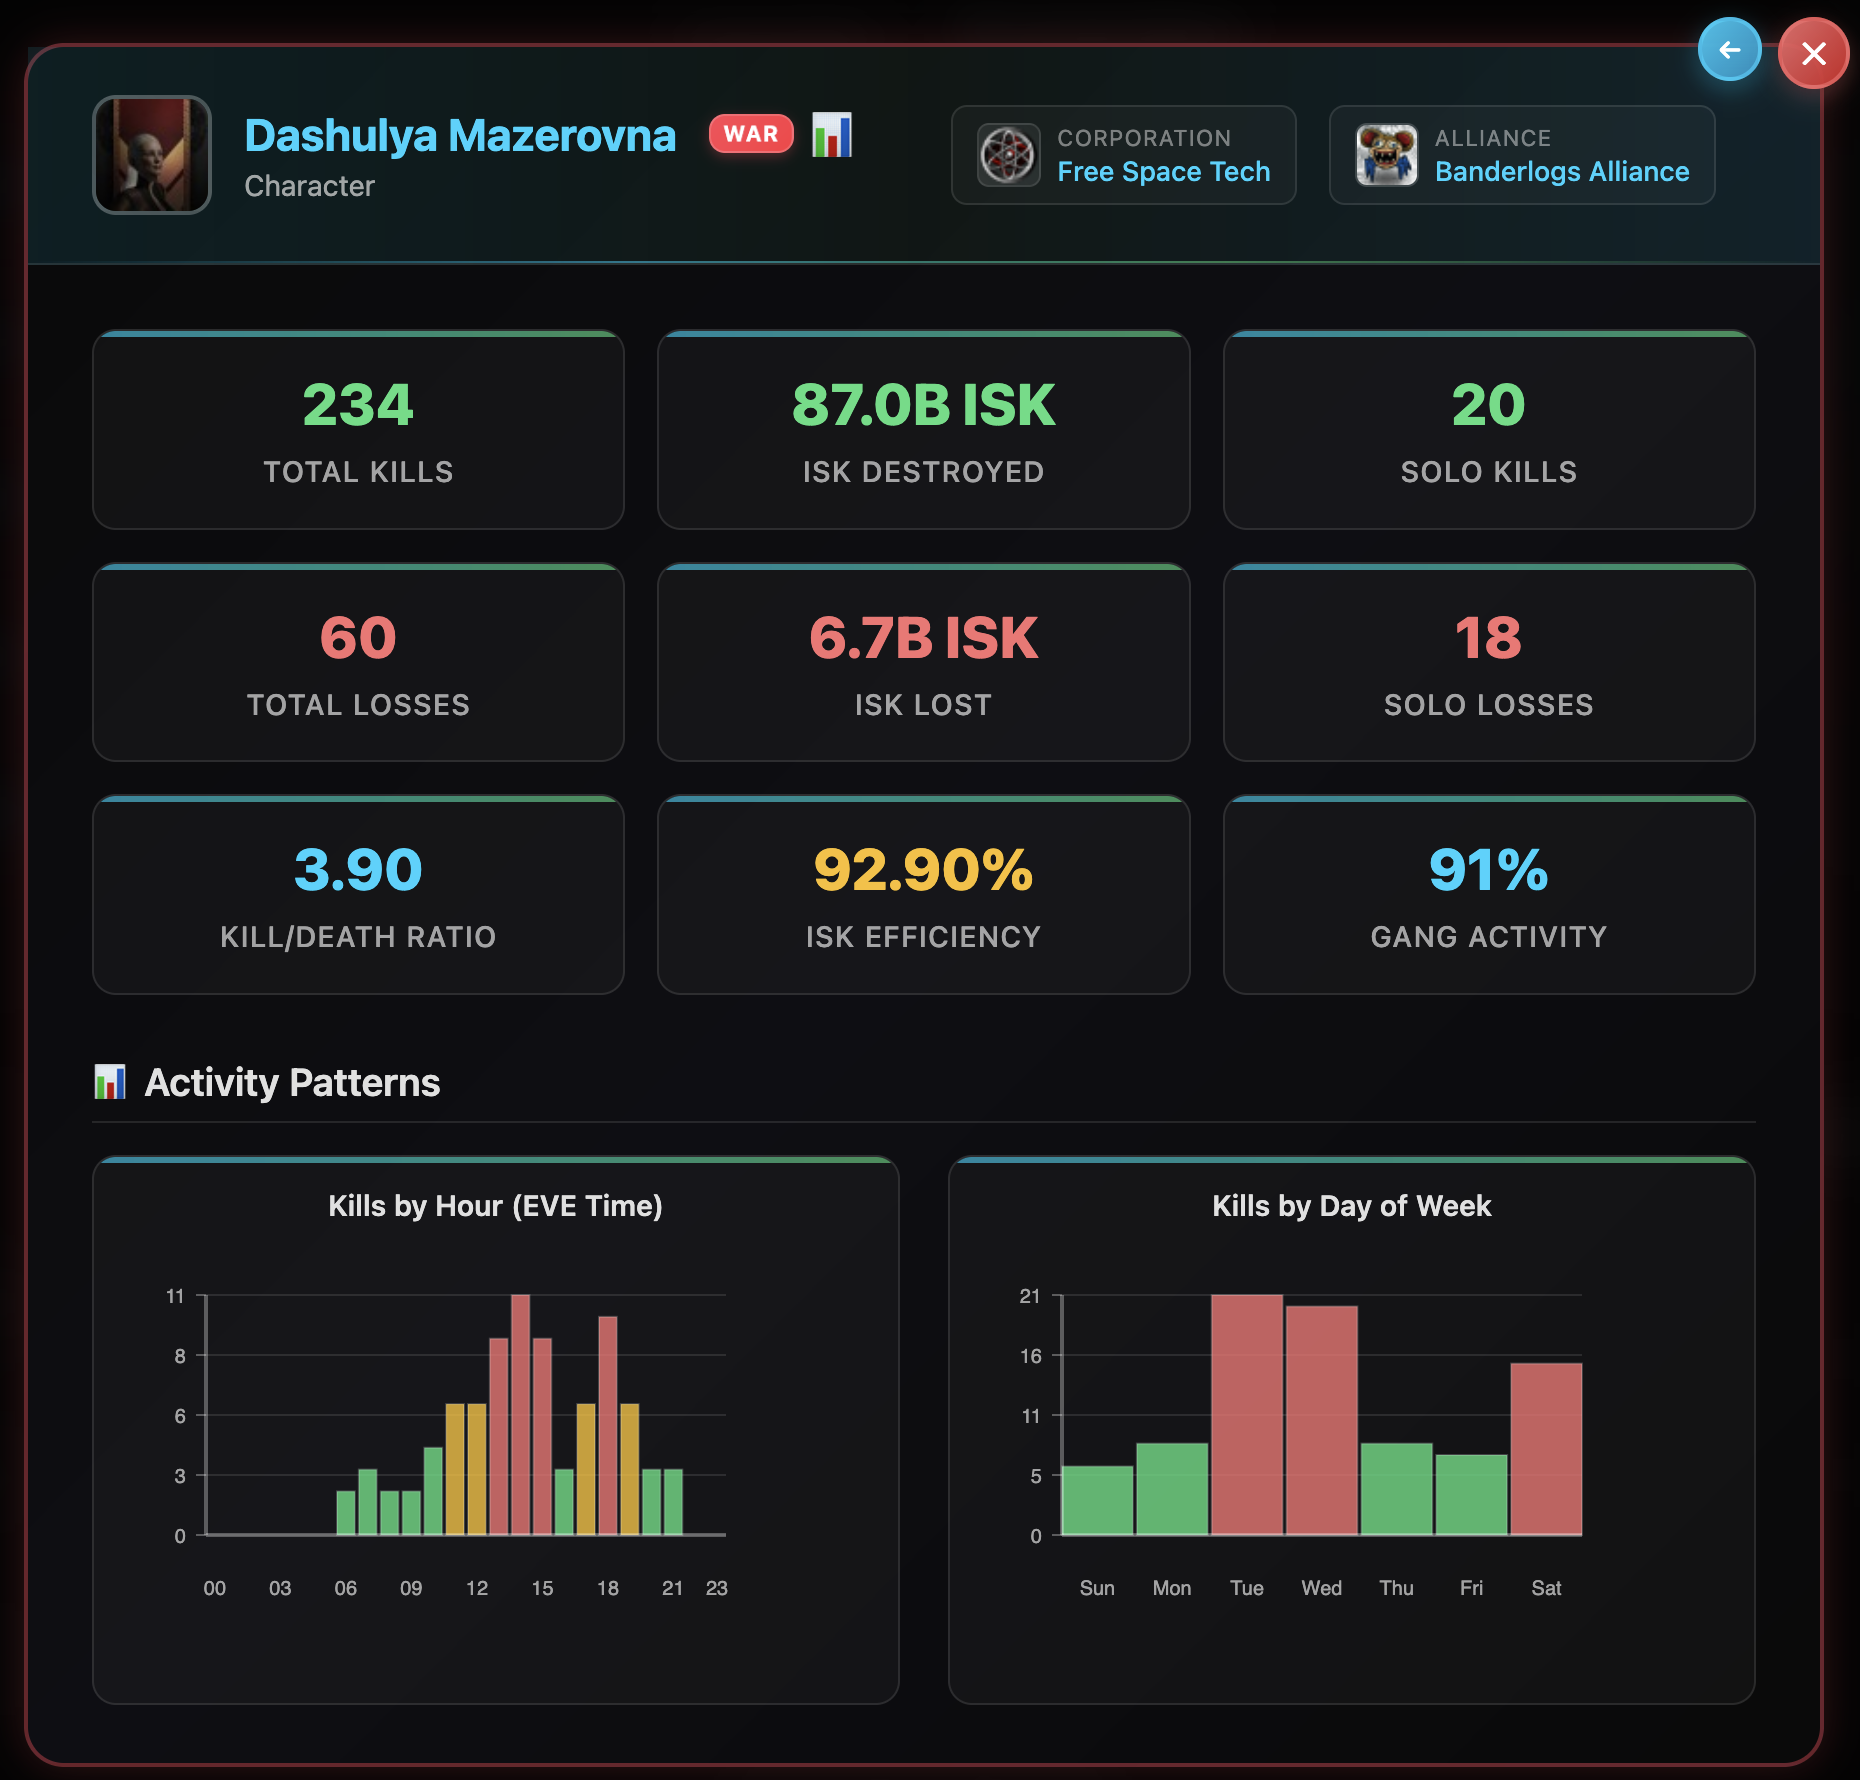 Dashulya Mazerovna
WAR
Character
CORPORATION
Free Space Tech
ALLIANCE
Banderlogs Alliance
234
TOTAL KILLS
87.0B ISK
ISK DESTROYED
20
SOLO KILLS
60
TOTAL LOSSES
6.7B ISK
ISK LOST
18
SOLO LOSSES
3.90
KILL/DEATH RATIO
92.90%
ISK EFFICIENCY
91%
GANG ACTIVITY
Activity Patterns
Kills by Hour (EVE Time)
11
8
6
3
0
00 03 06 09 12 15 18 21 23
Kills by Day of Week
21
16
11
5
0
Sun Mon Tue Wed Thu Fri Sat